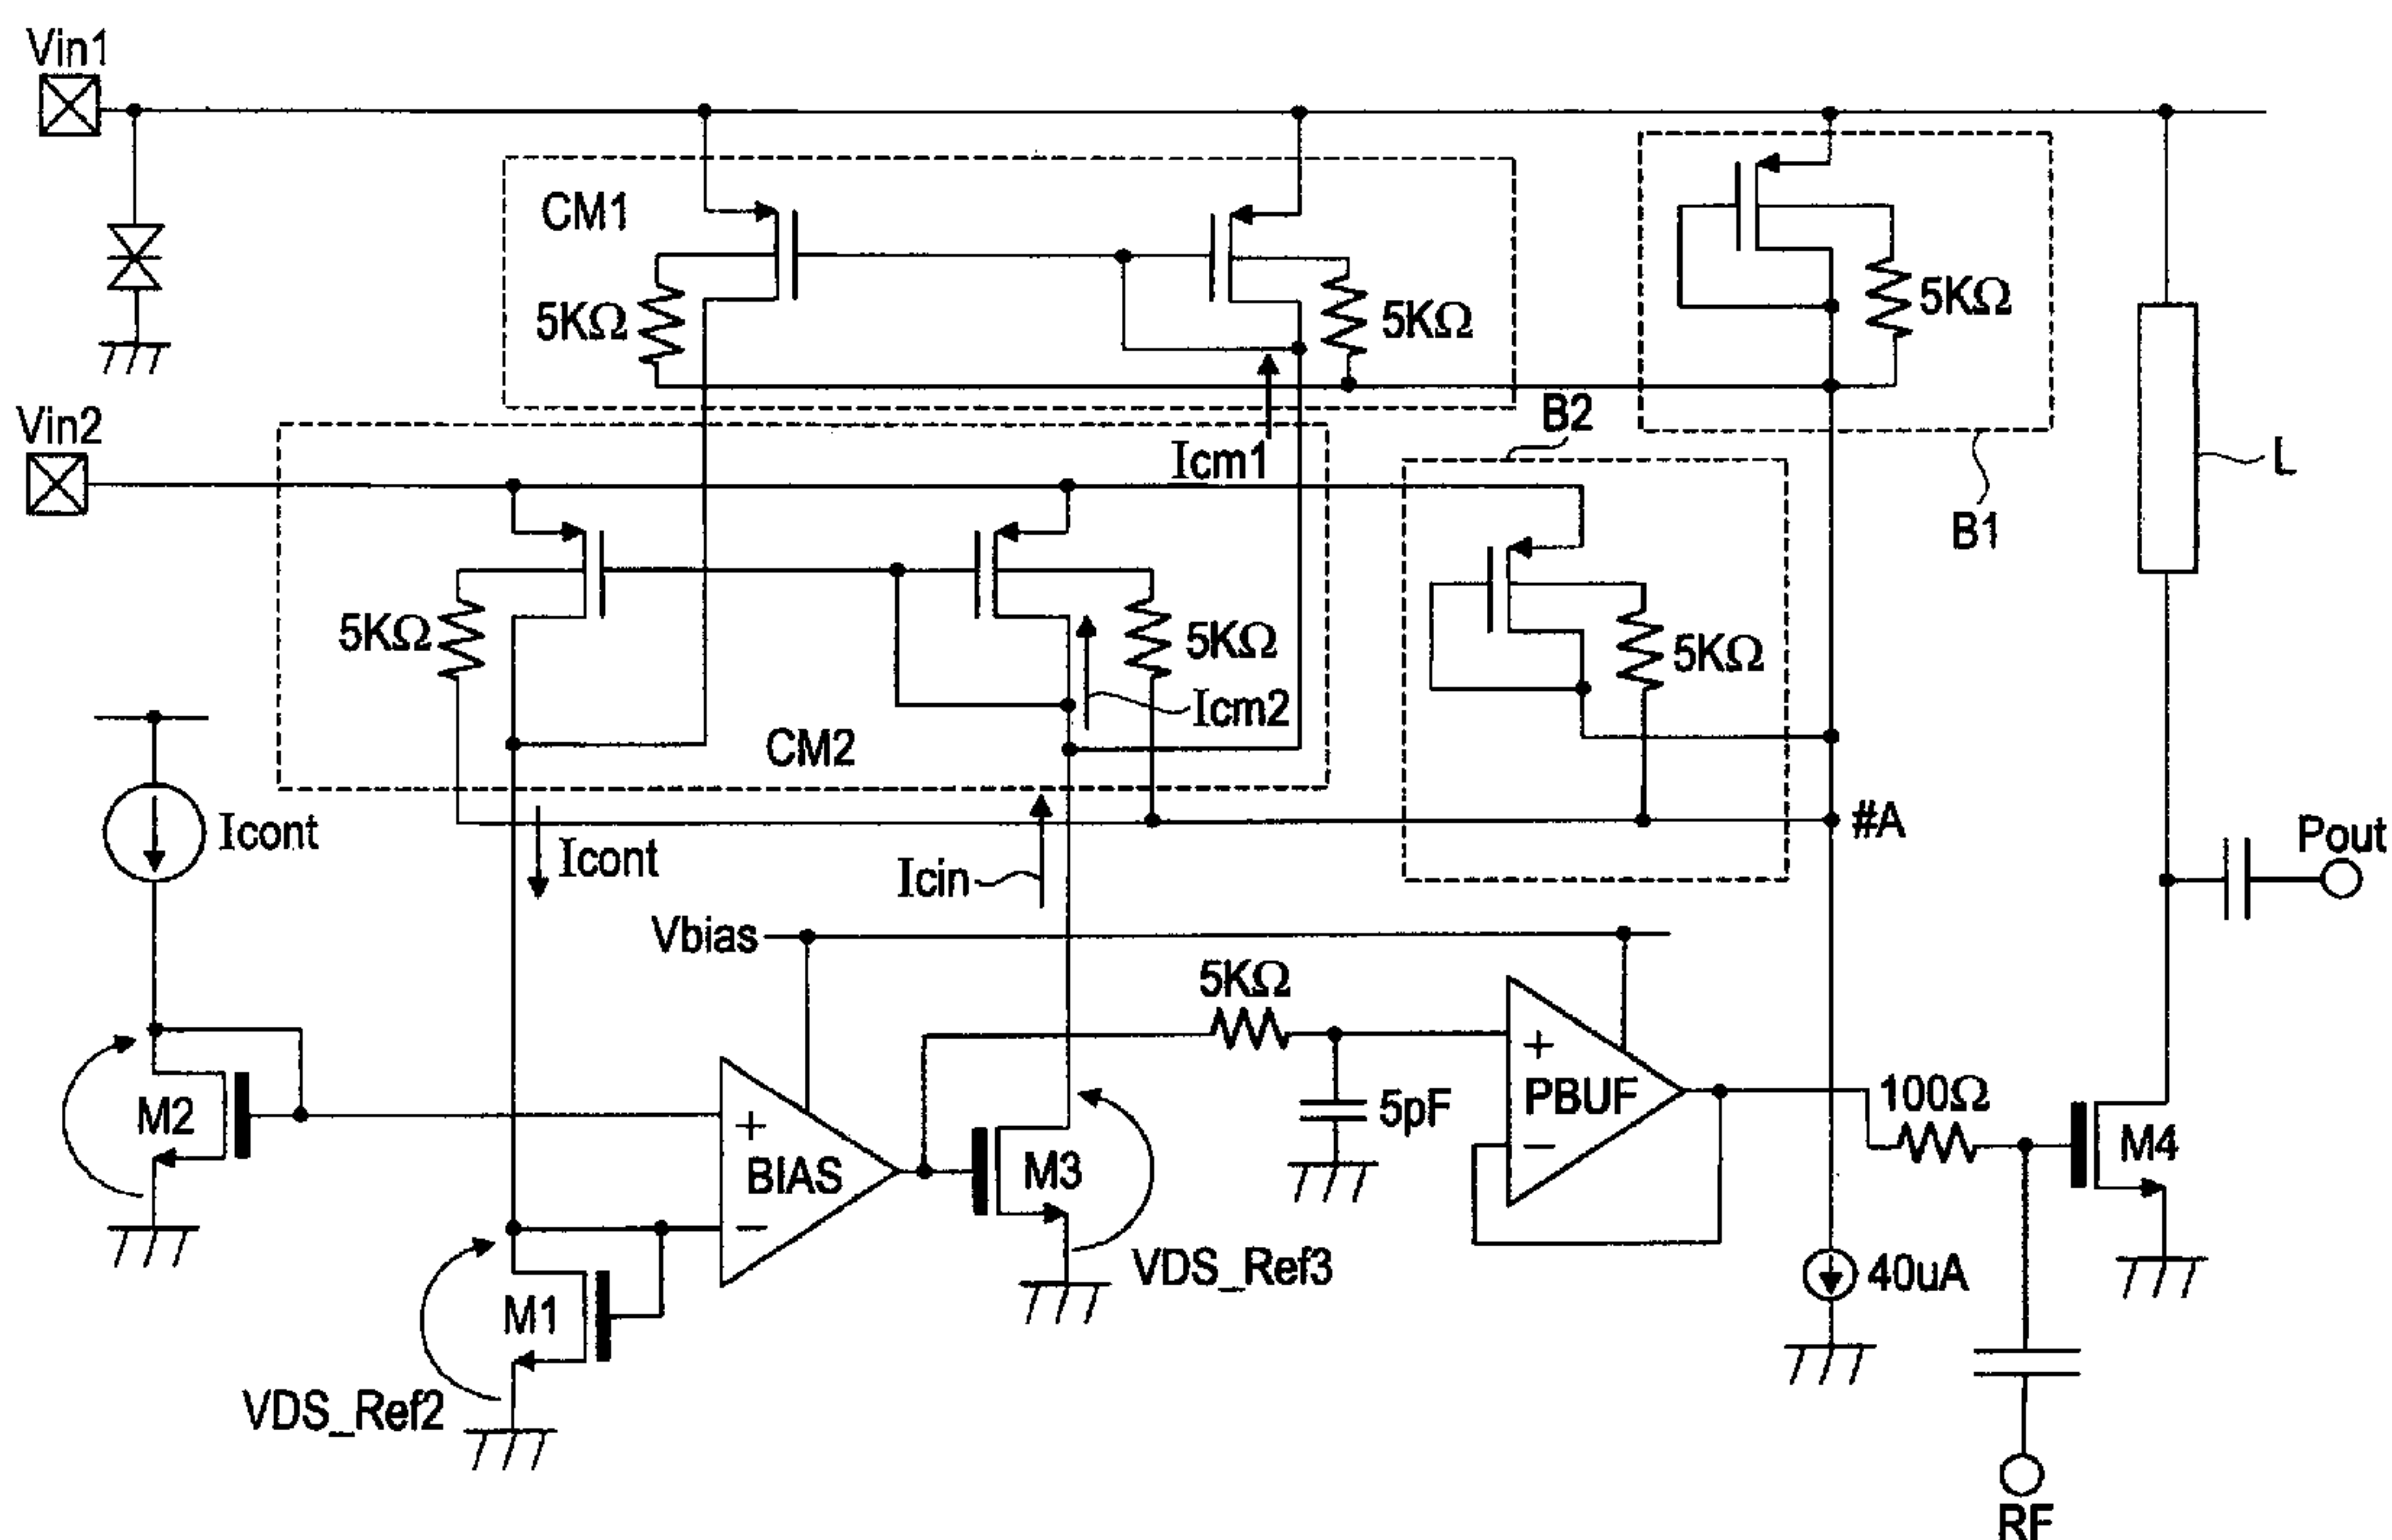 Vin1
CM1
5KΩ
5KΩ
5KΩ
Vin2
B2
Icm1
L
B1
5KΩ
5KΩ
5KΩ
Icm2
CM2
Icont
Icont
#A
Pout
Icin
Vbias
5KΩ
+
PBUF
−
100Ω
M2
5pF
M4
+
BIAS
−
M3
VDS_Ref3
40uA
M1
VDS_Ref2
RF